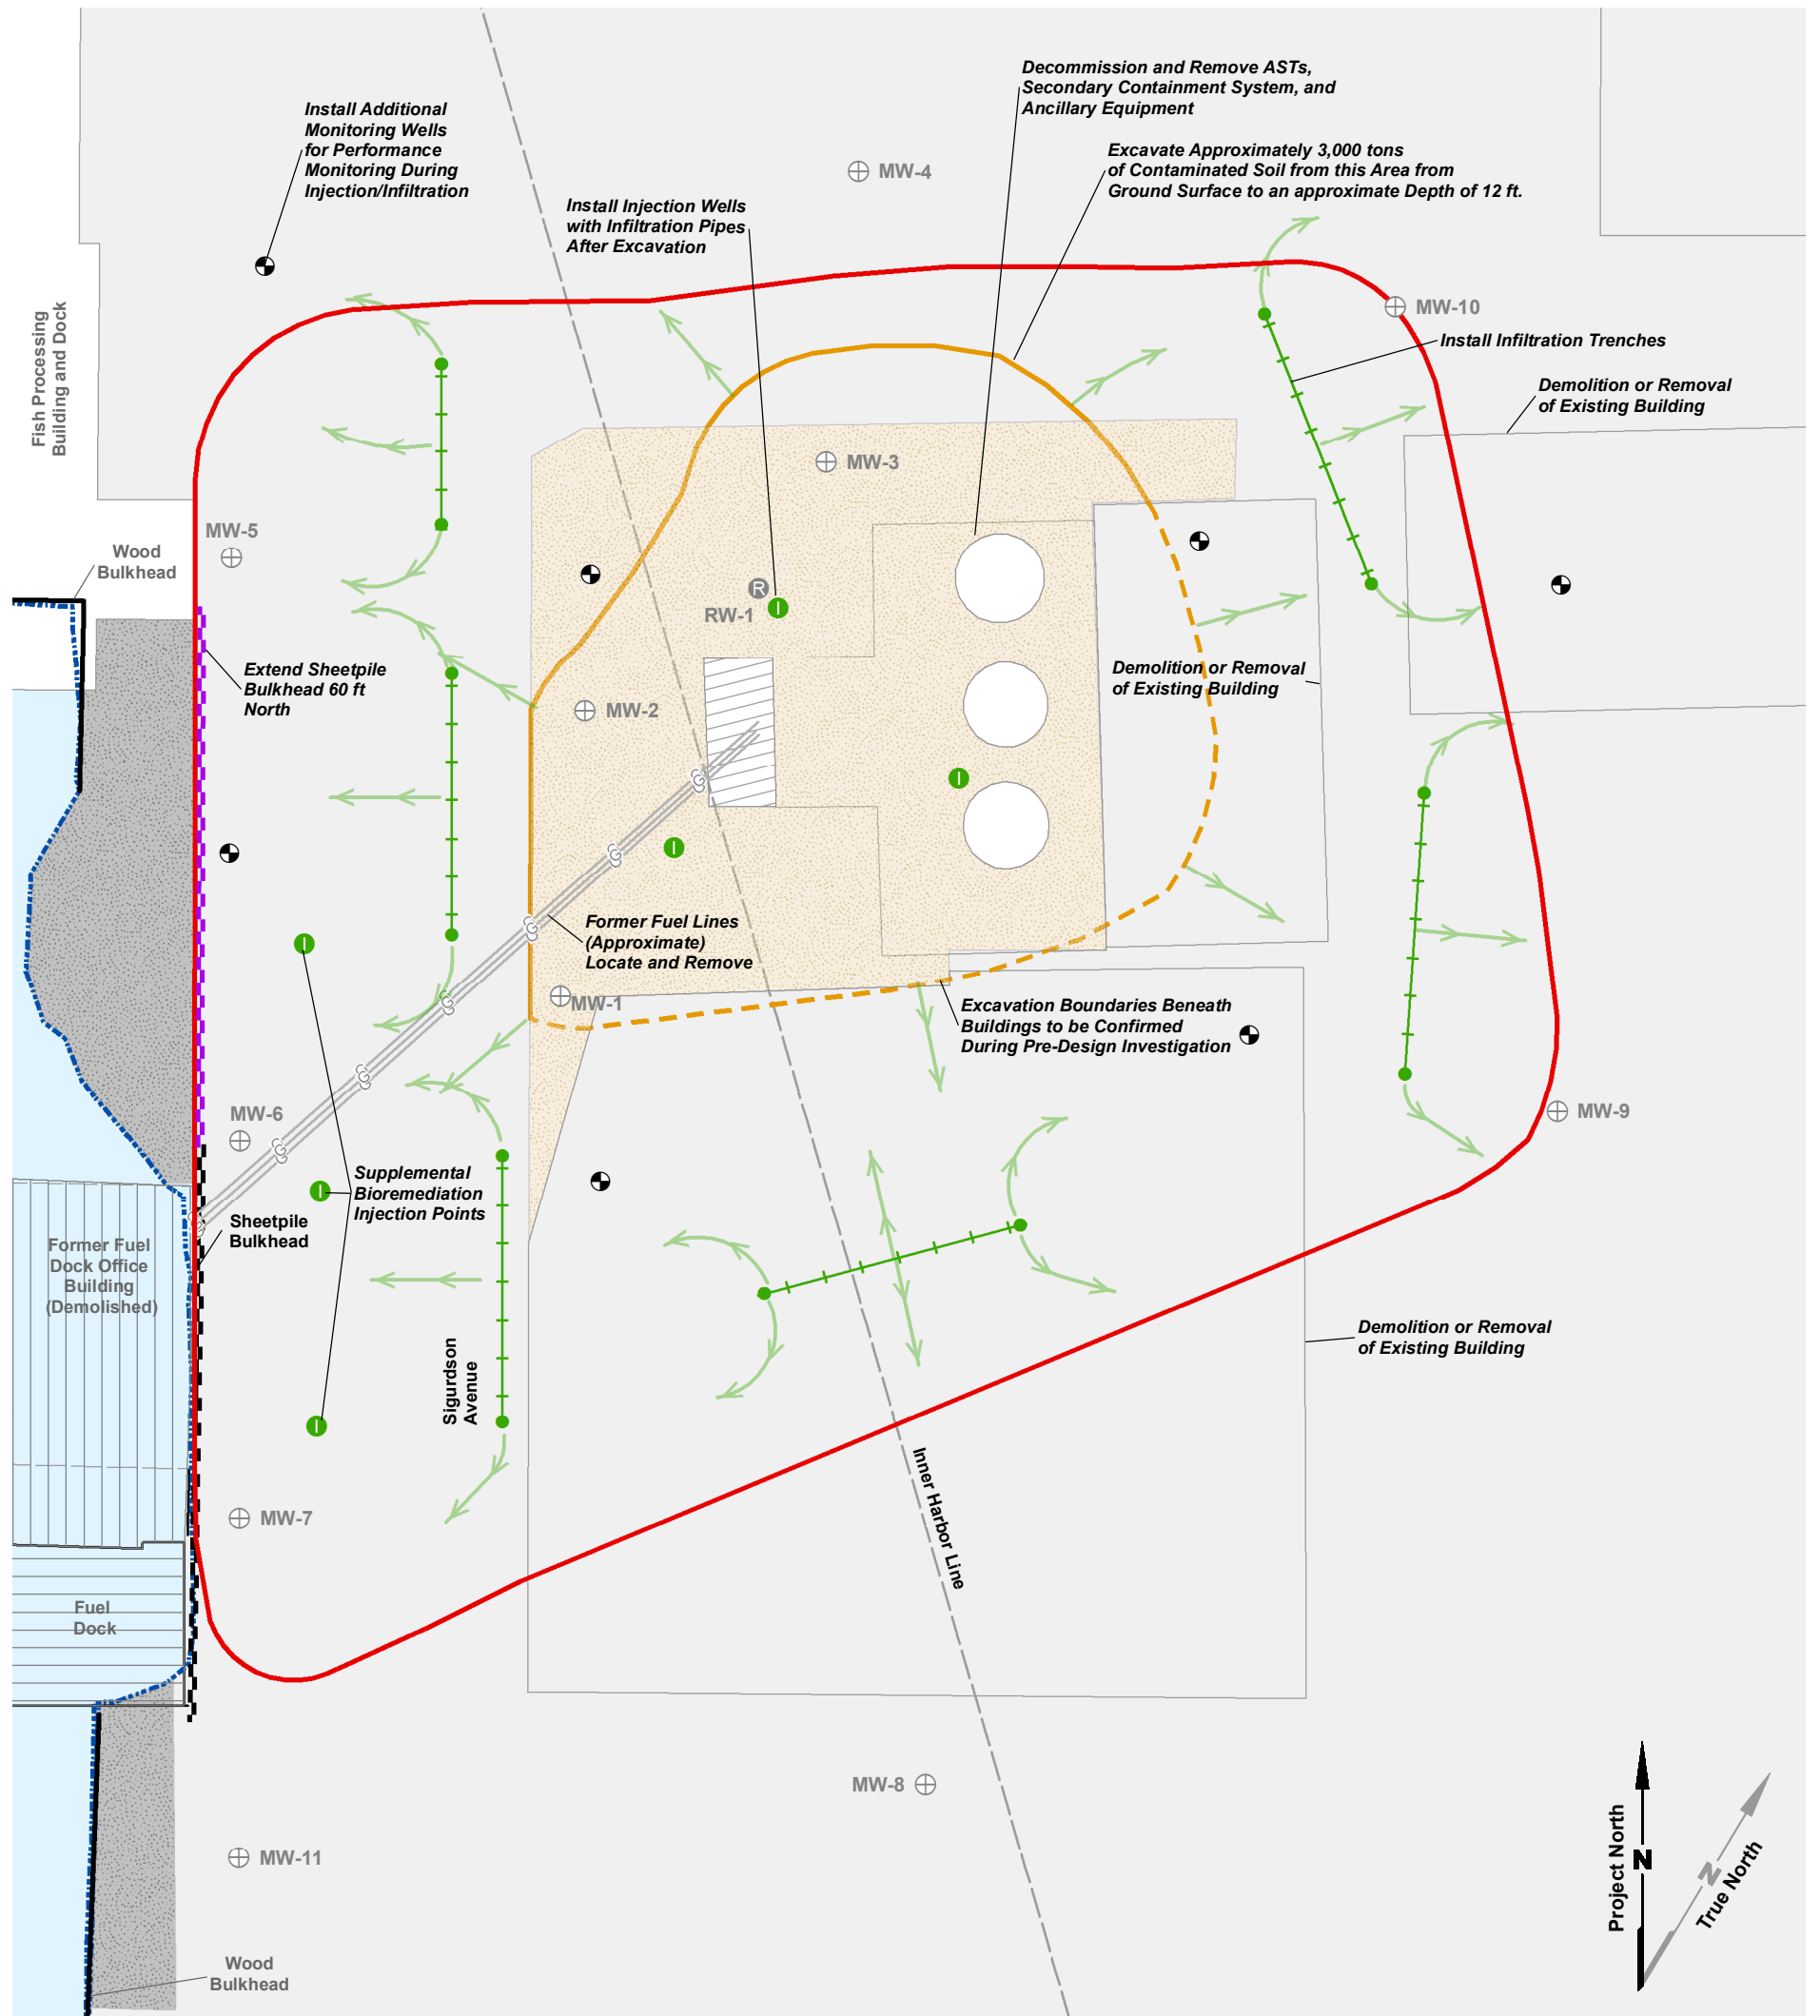 Decommission and Remove ASTs,
Secondary Containment System, and
Ancillary Equipment
Install Additional
Monitoring Wells
for Performance
Monitoring During
Injection/Infiltration
Excavate Approximately 3,000 tons
of Contaminated Soil from this Area from
Ground Surface to an approximate Depth of 12 ft.
MW-4
Install Injection Wells
with Infiltration Pipes
After Excavation
MW-10
Install Infiltration Trenches
Fish Processing
Building and Dock
Demolition or Removal
of Existing Building
MW-3
MW-5
Wood
Bulkhead
R
RW-1
I
Extend Sheetpile
Bulkhead 60 ft
North
Demolition or Removal
of Existing Building
MW-2
I
G
G
I
G
G
Former Fuel Lines
(Approximate)
Locate and Remove
G
G
I
MW-1
G
G
Excavation Boundaries Beneath
Buildings to be Confirmed
During Pre-Design Investigation
G
G
MW-6
MW-9
G
G
Supplemental
Bioremediation
Injection Points
I
Sheetpile
Bulkhead
Former Fuel
Dock Office
Building
(Demolished)
Demolition or Removal
of Existing Building
Sigurdson
Avenue
I
Inner Harbor Line
MW-7
Fuel
Dock
MW-8
MW-11
Wood
Bulkhead
Project North
N
N
True North